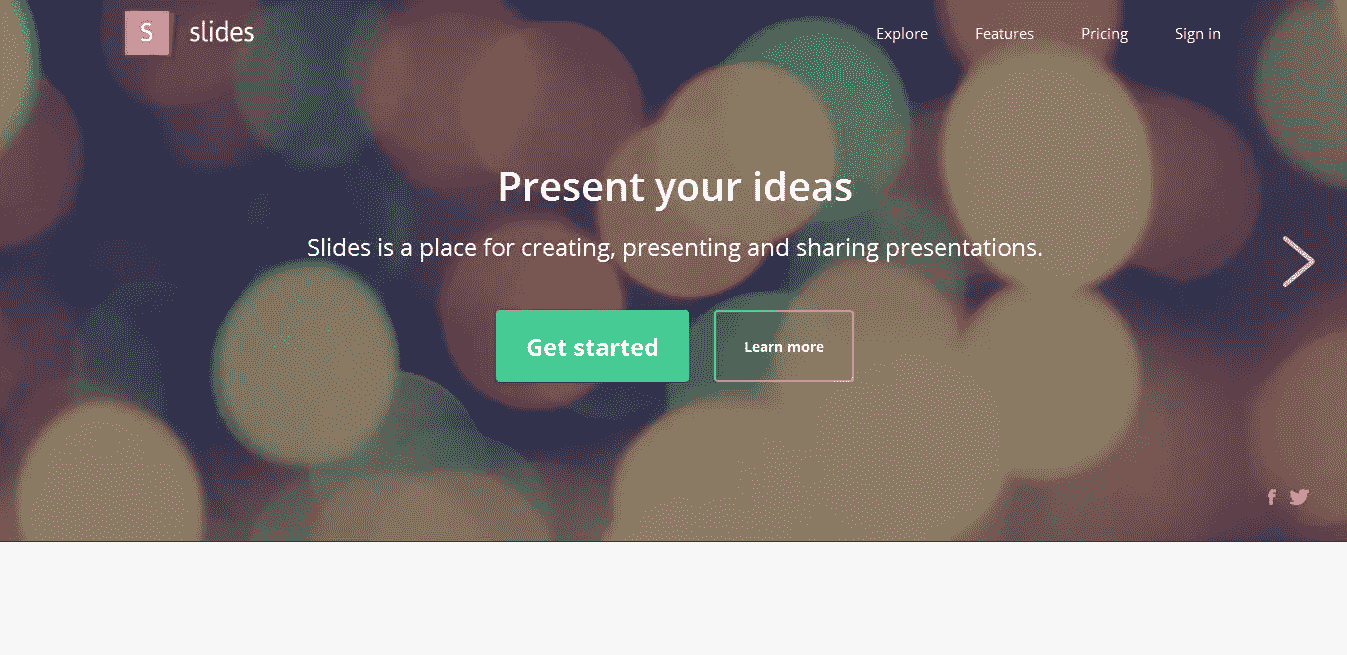 S slides
Explore Features Pricing Sign in
Present your ideas
Slides is a place for creating, presenting and sharing presentations.
Get started
Learn more